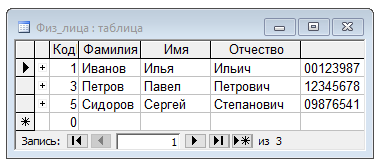 Физ_лица : таблица
Код Фамилия Имя Отчество
+ 1 Иванов Илья Ильич 00123987
+ 3 Петров Павел Петрович 12345678
+ 5 Сидоров Сергей Степанович 09876541
* 0
Запись: 1 из 3